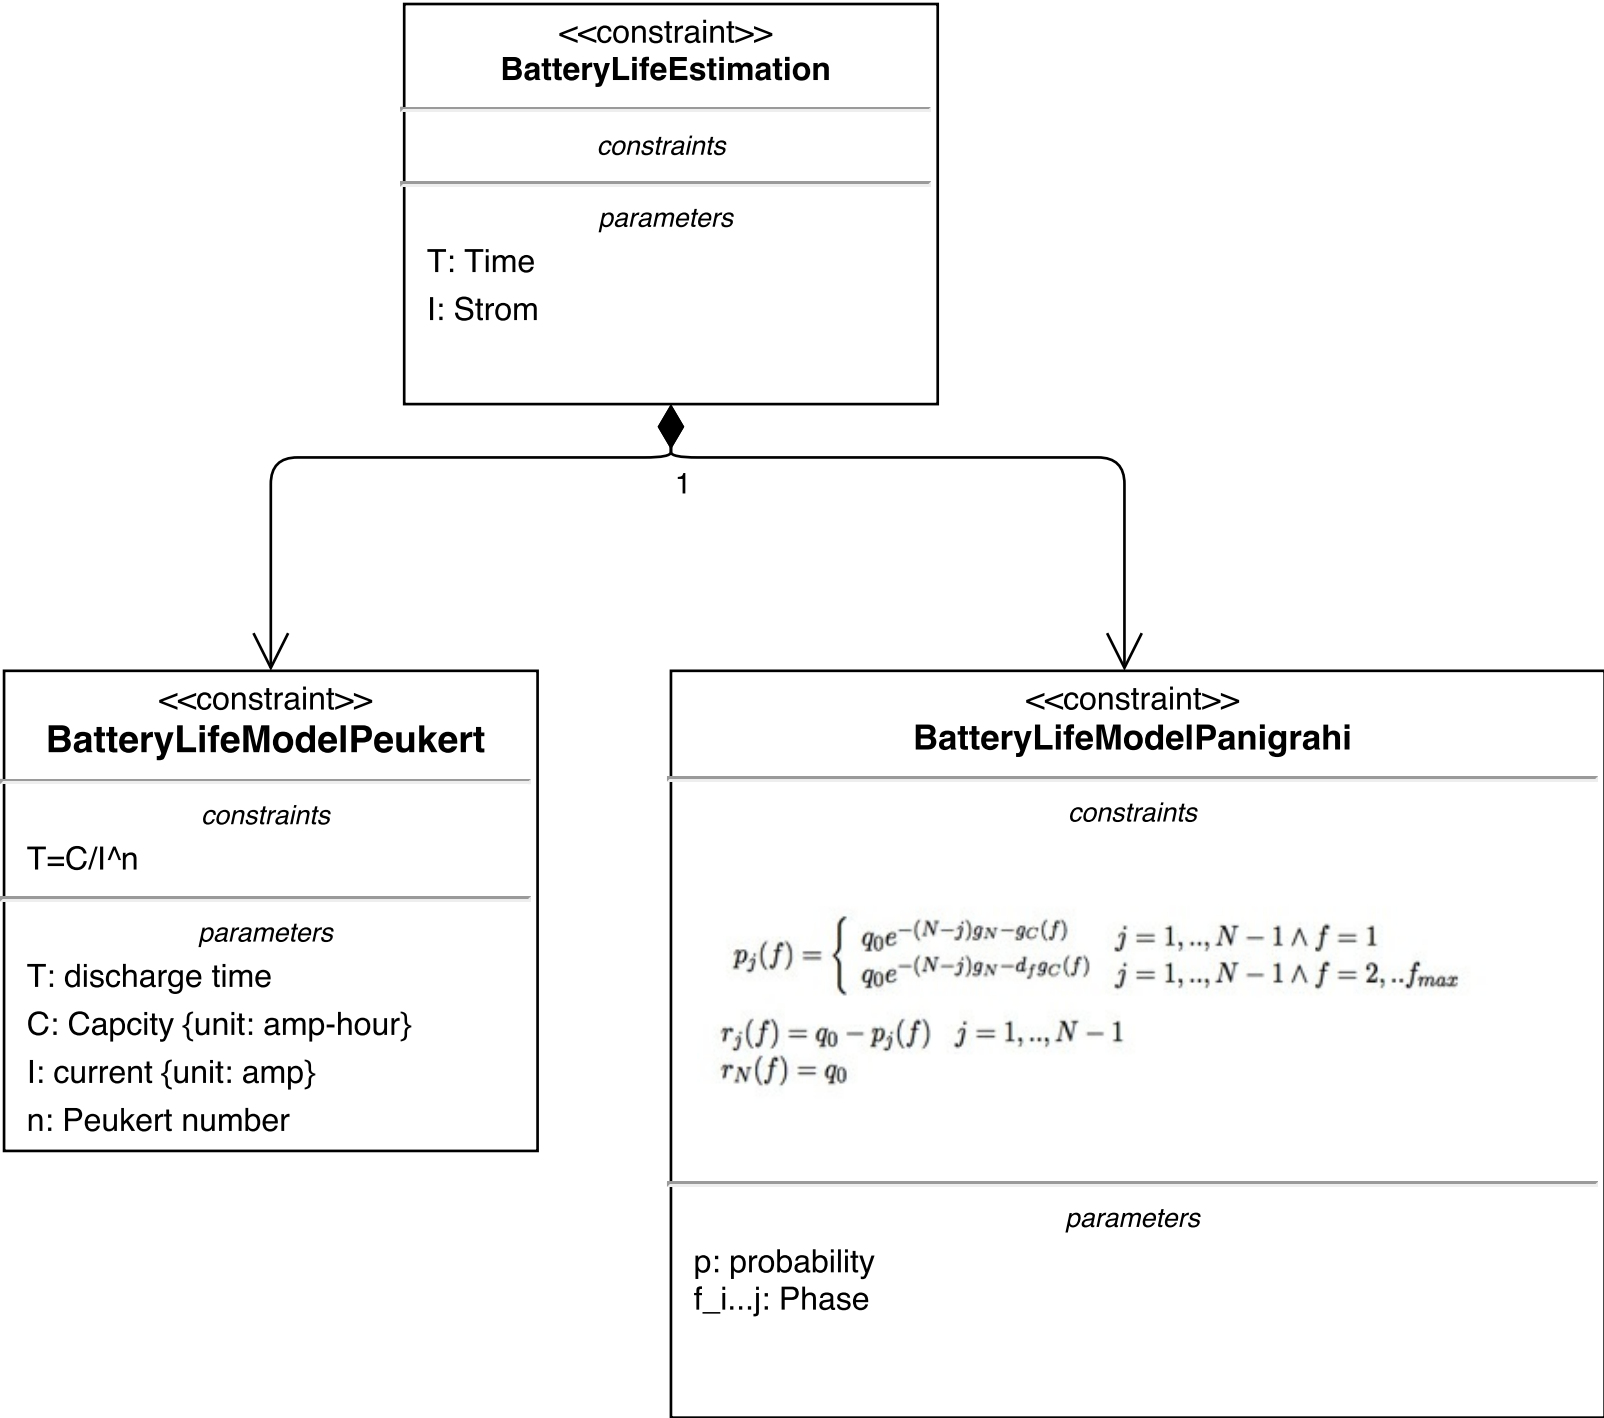 <<constraint>>
BatteryLifeEstimation
constraints
parameters
T: Time
I: Strom
1
<<constraint>>
BatteryLifeModelPeukert
constraints
T=C/I^n
parameters
T: discharge time
C: Capcity {unit: amp-hour}
I: current {unit: amp}
n: Peukert number
<<constraint>>
BatteryLifeModelPanigrahi
constraints
p_j(f) = { q_0e^{-(N-j)g_N-g_C(f)} j = 1, .., N − 1 ∧ f = 1
q_0e^{-(N-j)g_N-d_fg_C(f)} j = 1, .., N − 1 ∧ f = 2, ..f_{max}
r_j(f) = q_0 − p_j(f) j = 1, .., N − 1
r_N(f) = q_0
parameters
p: probability
f_i...j: Phase